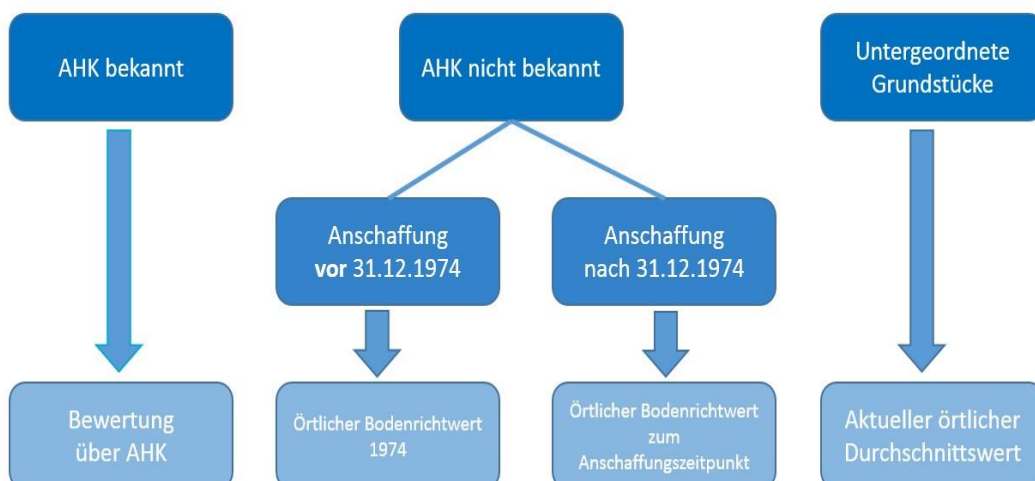 AHK bekannt
AHK nicht bekannt
Untergeordnete
Grundstücke
Anschaffung
vor 31.12.1974
Anschaffung
nach 31.12.1974
Bewertung
über AHK
Örtlicher Bodenrichtwert
1974
Örtlicher Bodenrichtwert
zum
Anschaffungszeitpunkt
Aktueller örtlicher
Durchschnittswert